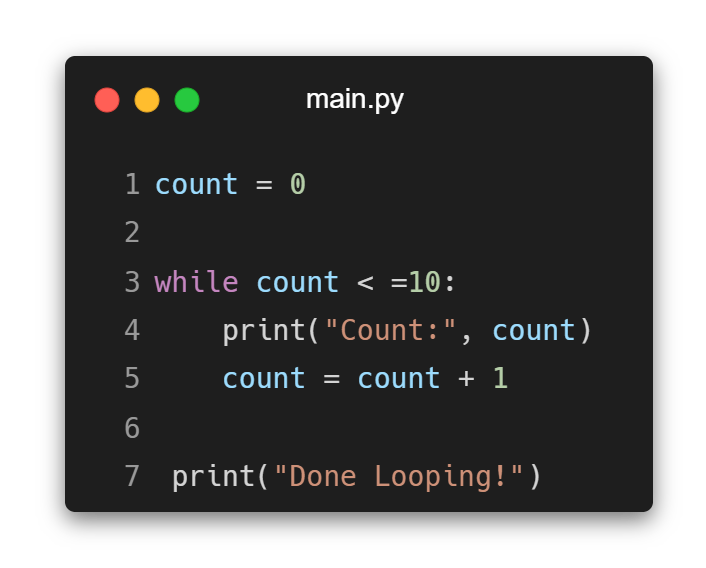 main.py
1 count = 0
2
3 while count < =10:
4     print("Count:", count)
5     count = count + 1
6
7  print("Done Looping!")